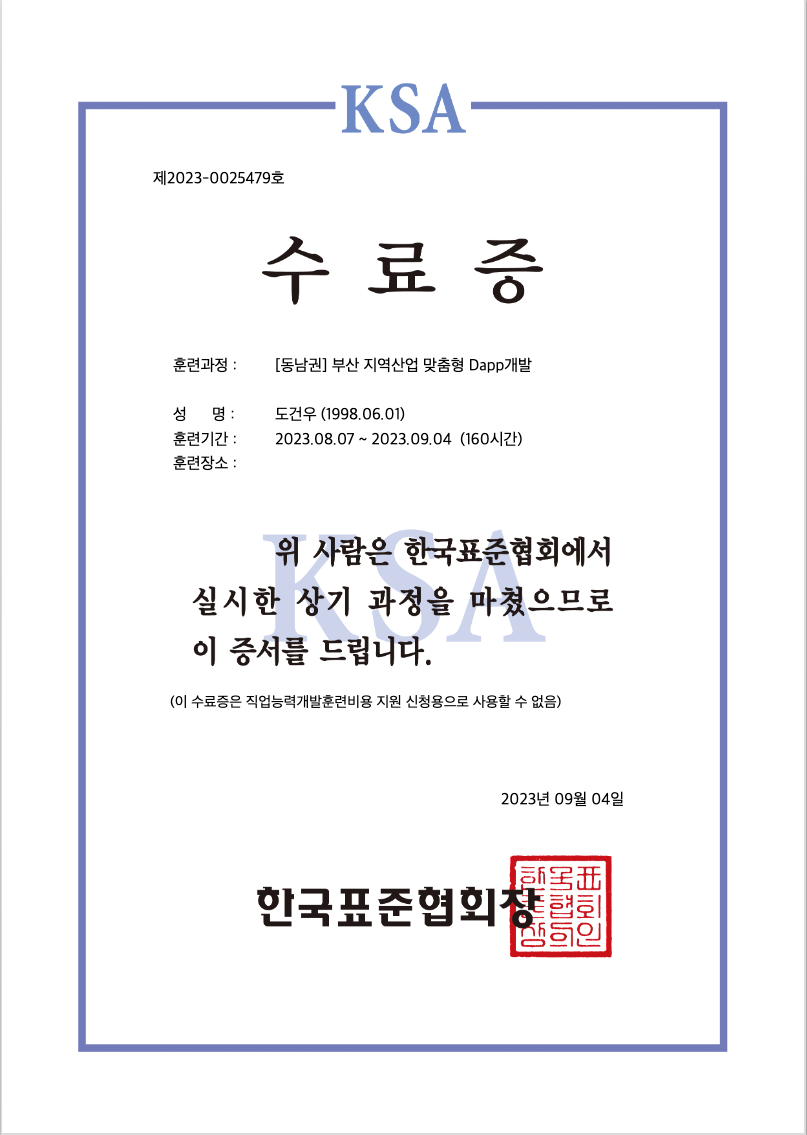 KSA
제2023-0025479호
수 료 증
훈련과정 : [동남권] 부산 지역산업 맞춤형 Dapp개발
성 명 : 도건우 (1998.06.01)
훈련기간 : 2023.08.07 ~ 2023.09.04 (160시간)
훈련장소 :
KSA
위 사람은 한국표준협회에서
실시한 상기 과정을 마쳤으므로
이 증서를 드립니다.
(이 수료증은 직업능력개발훈련비용 지원 신청용으로 사용할 수 없음)
2023년 09월 04일
한국표준협회장
한국표
준협회
장의인